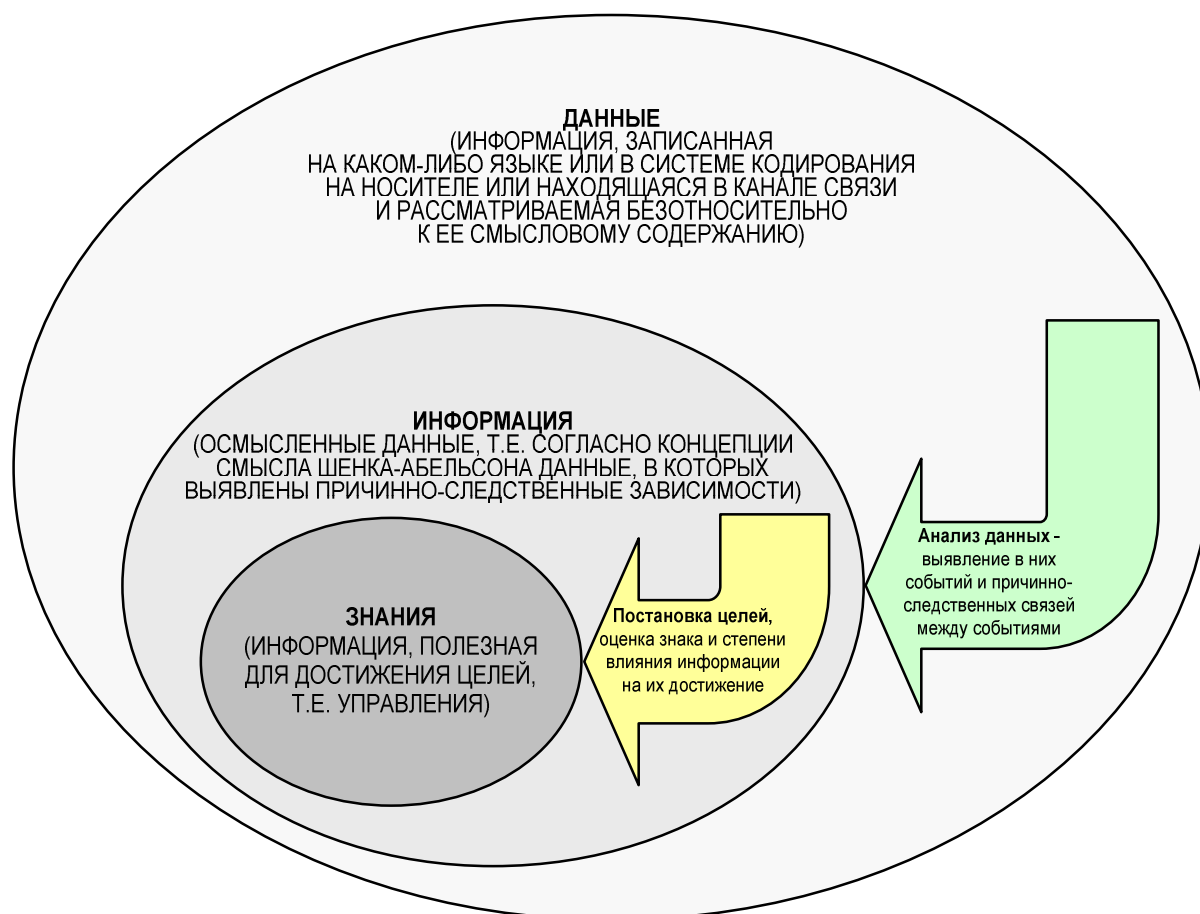 ДАННЫЕ
(ИНФОРМАЦИЯ, ЗАПИСАННАЯ
НА КАКОМ-ЛИБО ЯЗЫКЕ ИЛИ В СИСТЕМЕ КОДИРОВАНИЯ
НА НОСИТЕЛЕ ИЛИ НАХОДЯЩАЯСЯ В КАНАЛЕ СВЯЗИ
И РАССМАТРИВАЕМАЯ БЕЗОТНОСИТЕЛЬНО
К ЕЕ СМЫСЛОВОМУ СОДЕРЖАНИЮ)
ИНФОРМАЦИЯ
(ОСМЫСЛЕННЫЕ ДАННЫЕ, Т.Е. СОГЛАСНО КОНЦЕПЦИИ
СМЫСЛА ШЕНКА-АБЕЛЬСОНА ДАННЫЕ, В КОТОРЫХ
ВЫЯВЛЕНЫ ПРИЧИННО-СЛЕДСТВЕННЫЕ ЗАВИСИМОСТИ)
Анализ данных -
выявление в них
событий и причинно-
следственных связей
между событиями
Постановка целей,
оценка знака и степени
влияния информации
на их достижение
ЗНАНИЯ
(ИНФОРМАЦИЯ, ПОЛЕЗНАЯ
ДЛЯ ДОСТИЖЕНИЯ ЦЕЛЕЙ,
Т.Е. УПРАВЛЕНИЯ)